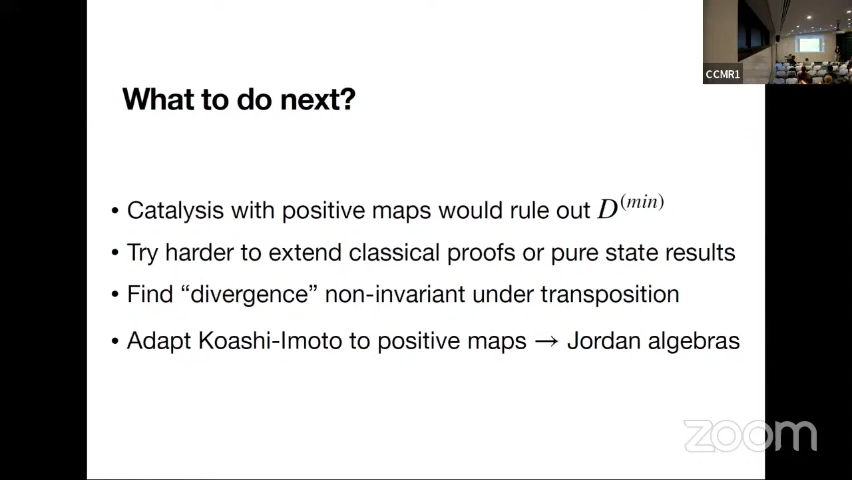 CCMR1
What to do next?
• Catalysis with positive maps would rule out D^(min)
• Try harder to extend classical proofs or pure state results
• Find “divergence” non-invariant under transposition
• Adapt Koashi-Imoto to positive maps → Jordan algebras
zoom